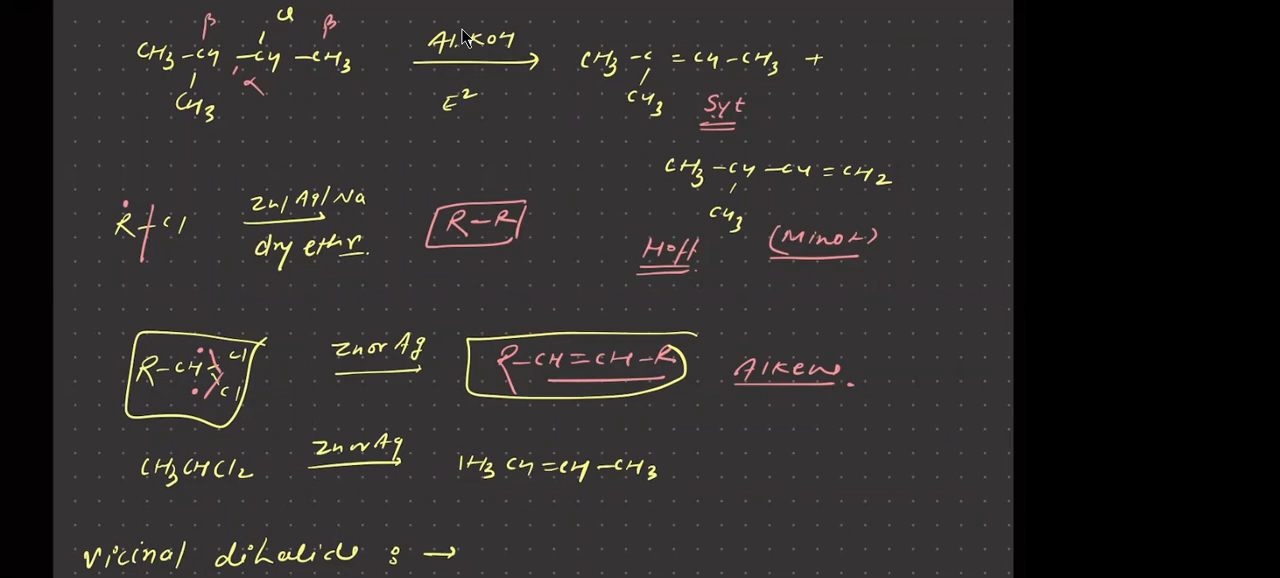 β Cl β
CH3 -CH -CH -CH3 Alc KOH CH3 -C = CH-CH3 +
α
CH3 E2 CH3 Syt
CH3 -CH -CH = CH2
CH3
R-Cl Zn/Ag/Na R-R
dry ethr. Hoff (Minor)
R-CH Cl Cl Zn or Ag R-CH=CH-R Alken.
CH3CHCl2 Zn or Ag CH3 CH=CH-CH3
Vicinal dihalide : →